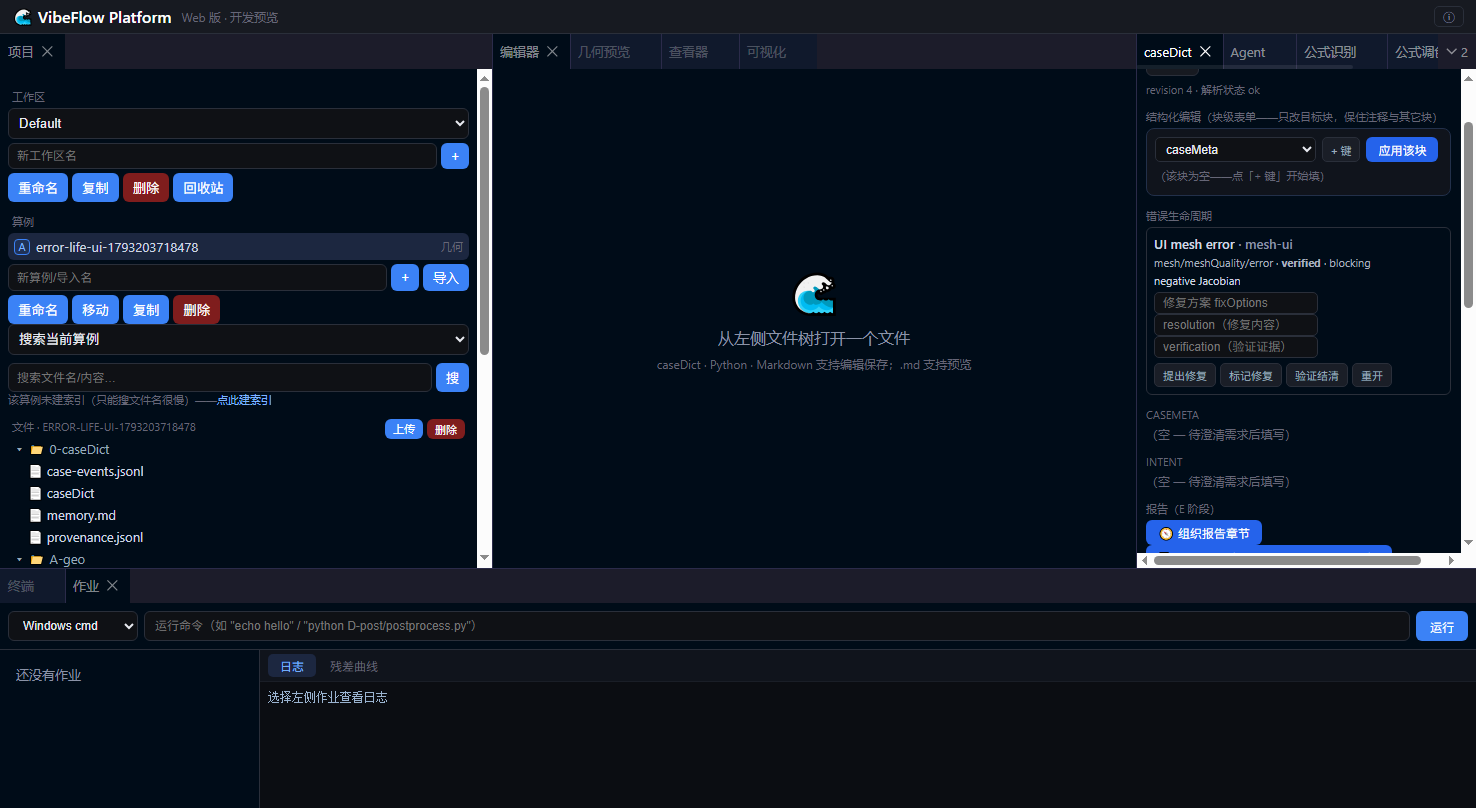 VibeFlow Platform Web 版 · 开发预览
项目
工作区
Default
新工作区名
+
重命名 复制 删除 回收站
算例
A error-life-ui-1793203718478 几何
新算例/导入名
+ 导入
重命名 移动 复制 删除
搜索当前算例
搜索文件名/内容... 搜
该算例未建索引（只能搜文件名很慢）——点此建索引
文件 · ERROR-LIFE-UI-1793203718478 上传 删除
0-caseDict
case-events.jsonl
caseDict
memory.md
provenance.jsonl
A-geo
编辑器 几何预览 查看器 可视化
从左侧文件树打开一个文件
caseDict · Python · Markdown 支持编辑保存；.md 支持预览
caseDict Agent 公式识别 2
revision 4 · 解析状态 ok
结构化编辑（块级表单——只改目标块，保住注释与其它块）
caseMeta + 键 应用该块
（该块为空——点「+ 键」开始填）
错误生命周期
UI mesh error · mesh-ui
mesh/meshQuality/error · verified · blocking
negative Jacobian
修复方案 fixOptions
resolution（修复内容）
verification（验证证据）
提出修复 标记修复 验证结清 重开
CASEMETA
（空 — 待澄清需求后填写）
INTENT
（空 — 待澄清需求后填写）
报告（E 阶段）
组织报告章节
终端 作业
Windows cmd 运行命令（如 "echo hello" / "python D-post/postprocess.py"） 运行
还没有作业
日志 残差曲线
选择左侧作业查看日志